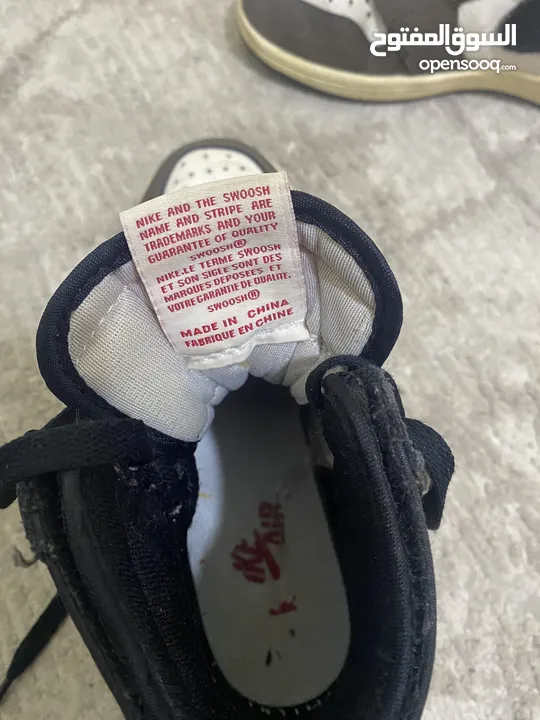 السوق المفتوح
opensooq.com
NIKE AND THE SWOOSH
NAME AND STRIPE ARE
TRADEMARKS AND YOUR
GUARANTEE OF QUALITY
SWOOSH®
NIKE.LE TERME SWOOSH
ET SON SIGLE SONT DES
MARQUES DEPOSEES ET
VOTRE GARANTIE DE QUALITE.
SWOOSH®
MADE IN CHINA
FABRIQUE EN CHINE
AIR